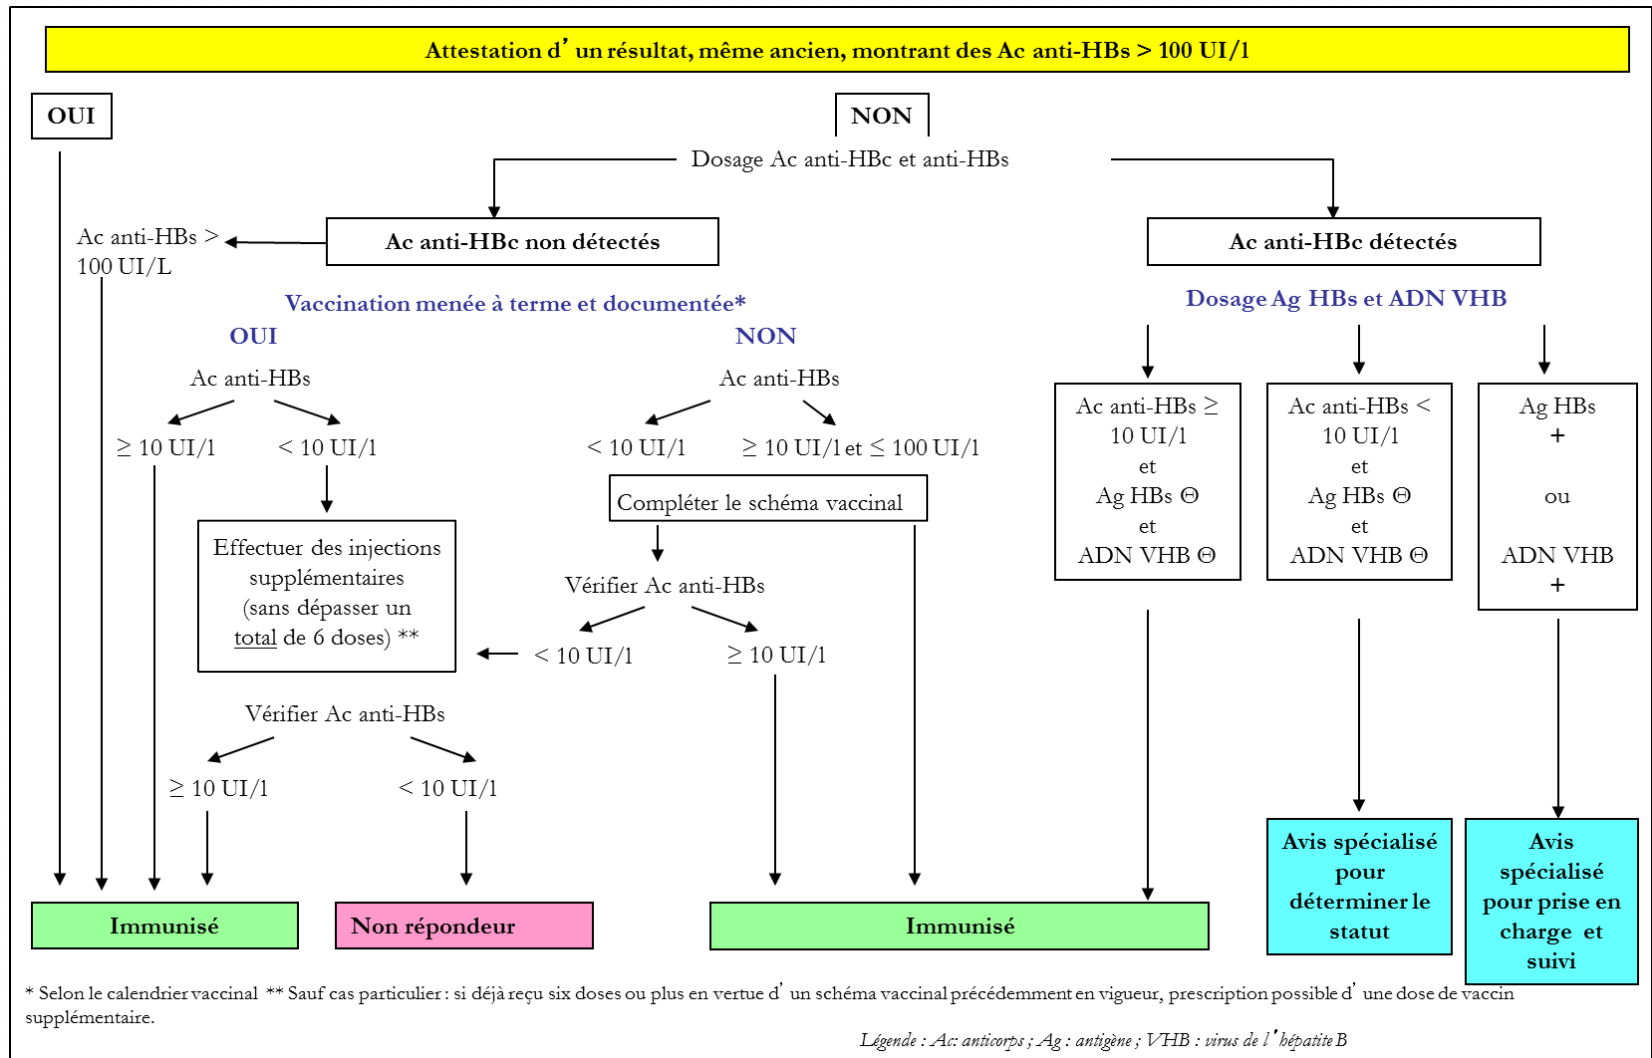 Attestation d’ un résultat, même ancien, montrant des Ac anti-HBs > 100 UI/l
OUI
NON
Dosage Ac anti-HBc et anti-HBs
Ac anti-HBs >
100 UI/L
Ac anti-HBc non détectés
Ac anti-HBc détectés
Vaccination menée à terme et documentée*
OUI
NON
Dosage Ag HBs et ADN VHB
Ac anti-HBs
≥ 10 UI/l
< 10 UI/l
Ac anti-HBs
< 10 UI/l
≥ 10 UI/l et ≤ 100 UI/l
Effectuer des injections
supplémentaires
(sans dépasser un
total de 6 doses) **
Compléter le schéma vaccinal
Vérifier Ac anti-HBs
< 10 UI/l
≥ 10 UI/l
Vérifier Ac anti-HBs
≥ 10 UI/l
< 10 UI/l
Ac anti-HBs ≥
10 UI/l
et
Ag HBs Θ
et
ADN VHB Θ
Ac anti-HBs <
10 UI/l
et
Ag HBs Θ
et
ADN VHB Θ
Ag HBs
+
ou
ADN VHB
+
Immunisé
Non répondeur
Immunisé
Avis spécialisé
pour
déterminer le
statut
Avis
spécialisé
pour prise en
charge et
suivi
* Selon le calendrier vaccinal ** Sauf cas particulier : si déjà reçu six doses ou plus en vertu d’ un schéma vaccinal précédemment en vigueur, prescription possible d’ une dose de vaccin
supplémentaire.
Légende : Ac: anticorps ; Ag : antigène ; VHB : virus de l’hépatite B